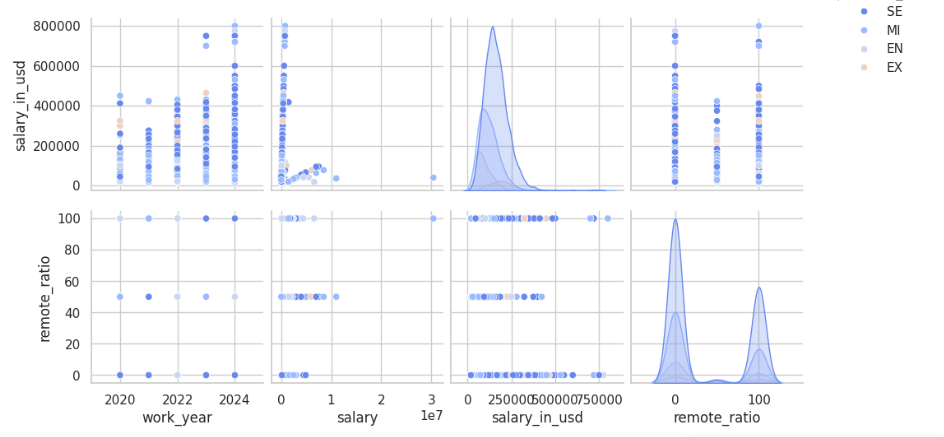 SE
MI
EN
EX
800000
600000
400000
200000
0
salary_in_usd
100
80
60
40
20
0
remote_ratio
2020 2022 2024
work_year
0 1 2 3
1e7
salary
0 250000 500000 750000
salary_in_usd
0 100
remote_ratio